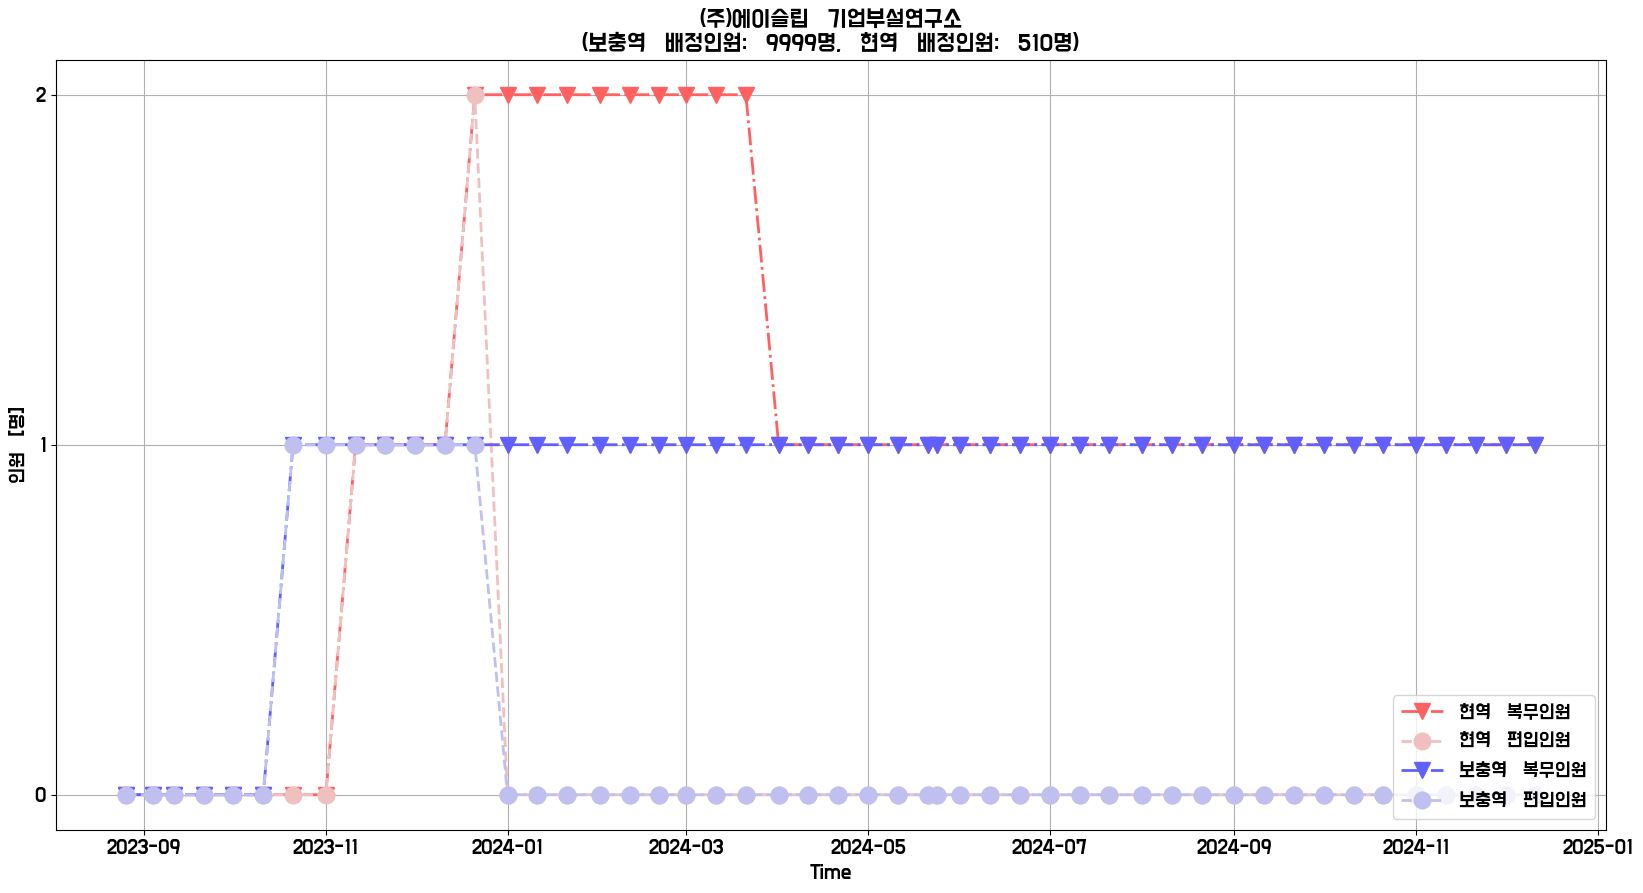 (주)에이슬립 기업부설연구소
(보충역 배정인원: 9999명, 현역 배정인원: 510명)
2
1
0
인원 [명]
2023-09
2023-11
2024-01
2024-03
2024-05
2024-07
2024-09
2024-11
2025-01
Time
현역 복무인원
현역 편입인원
보충역 복무인원
보충역 편입인원